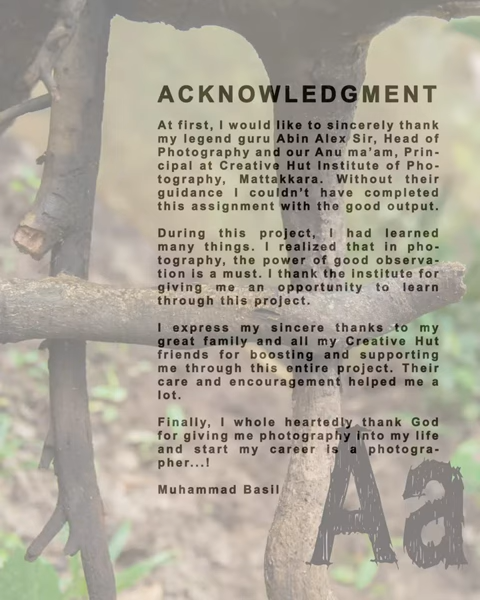 ACKNOWLEDGMENT
At first, I would like to sincerely thank
my legend guru Abin Alex Sir, Head of
Photography and our Anu ma'am, Prin-
cipal at Creative Hut Institute of Pho-
tography, Mattakkara. Without their
guidance I couldn't have completed
this assignment with the good output.
During this project, I had learned
many things. I realized that in pho-
tography, the power of good observa-
tion is a must. I thank the institute for
giving me an opportunity to learn
through this project.
I express my sincere thanks to my
great family and all my Creative Hut
friends for boosting and supporting
me through this entire project. Their
care and encouragement helped me a
lot.
Finally, I whole heartedly thank God
for giving me photography into my life
and start my career is a photogra-
pher...!
Muhammad Basil
Aa